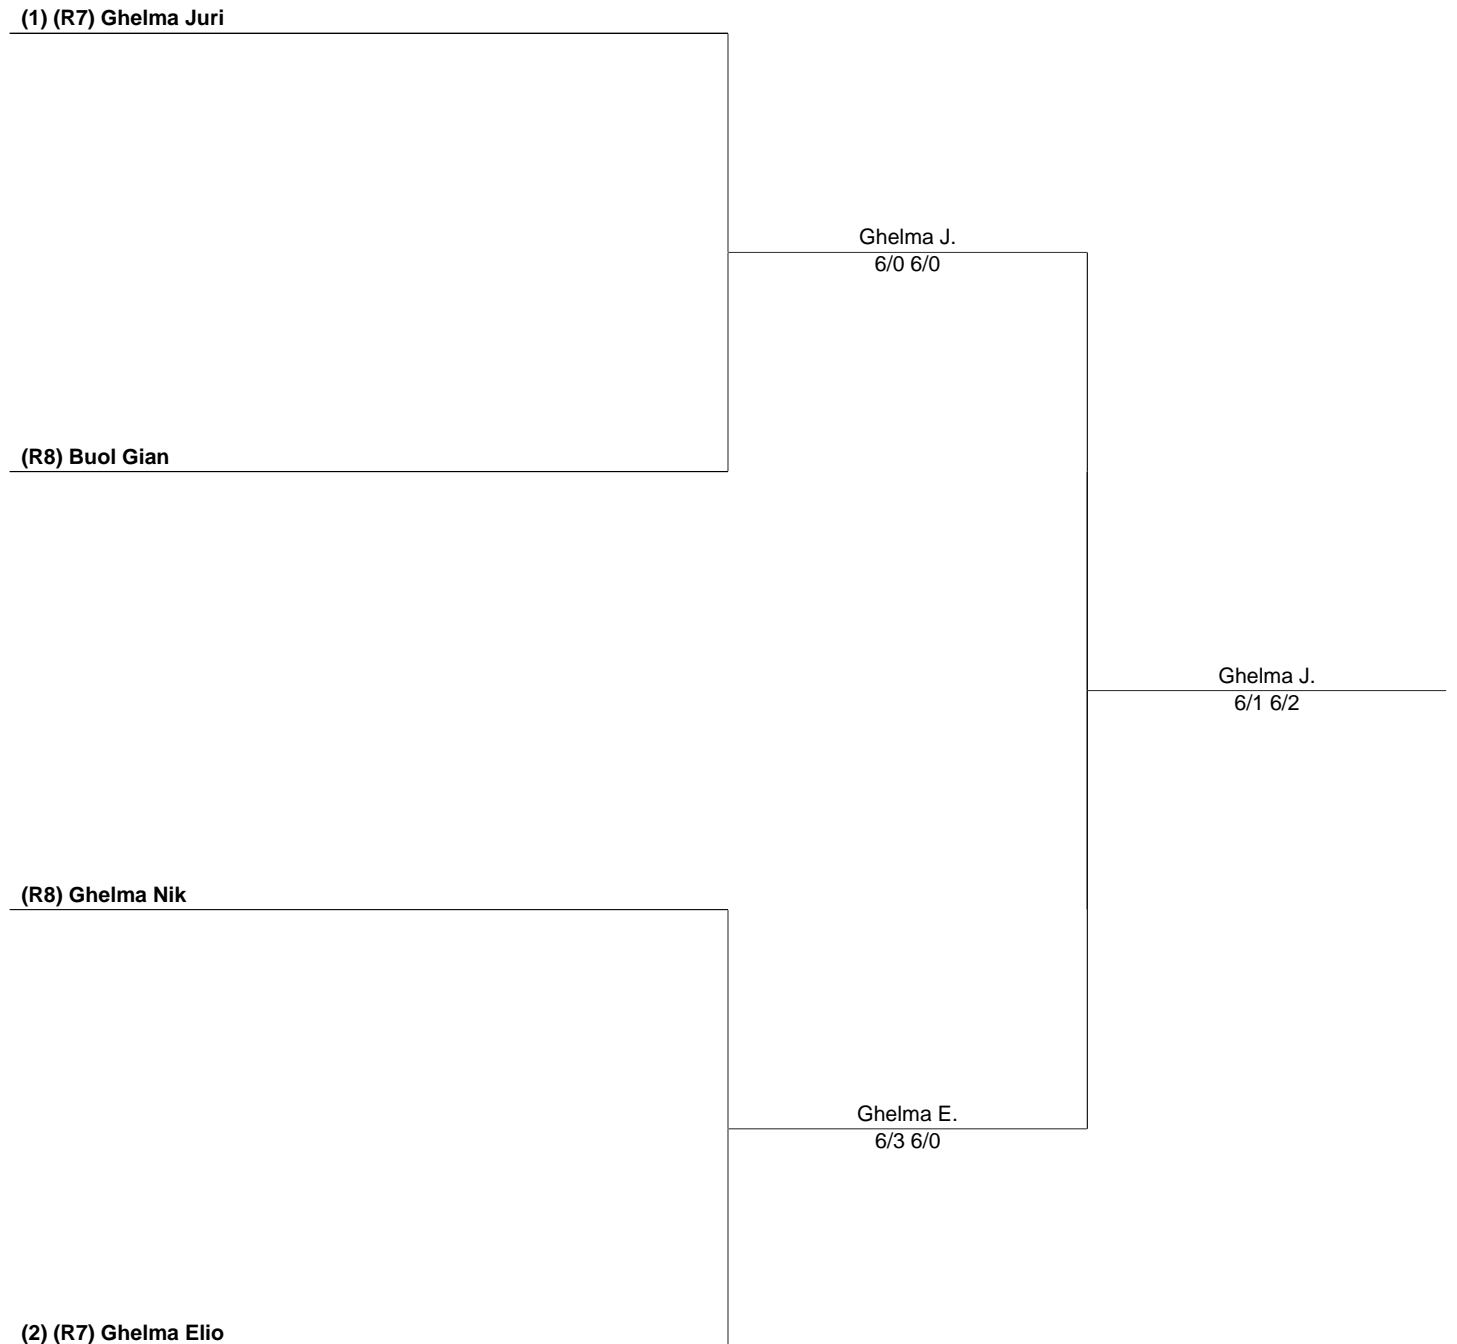 (1) (R7) Ghelma Juri
Ghelma J.
6/0 6/0
(R8) Buol Gian
Ghelma J.
6/1 6/2
(R8) Ghelma Nik
Ghelma E.
6/3 6/0
(2) (R7) Ghelma Elio